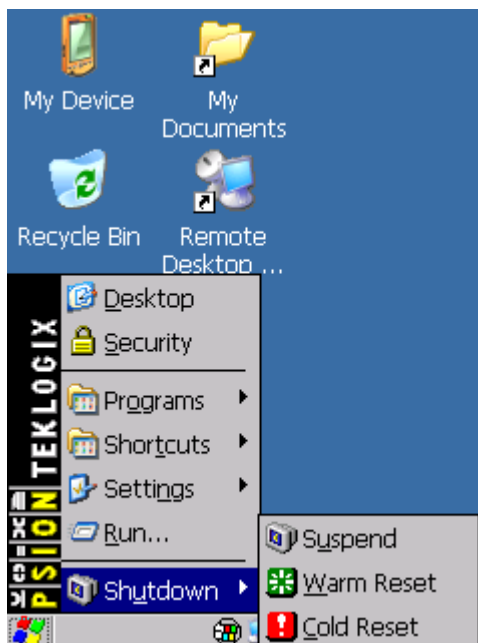 My Device
My
Documents
Recycle Bin
Remote
Desktop ...
Desktop
Security
Programs
Shortcuts
Settings
Run...
Shutdown
Suspend
Warm Reset
Cold Reset
PSION TEKLOGIX